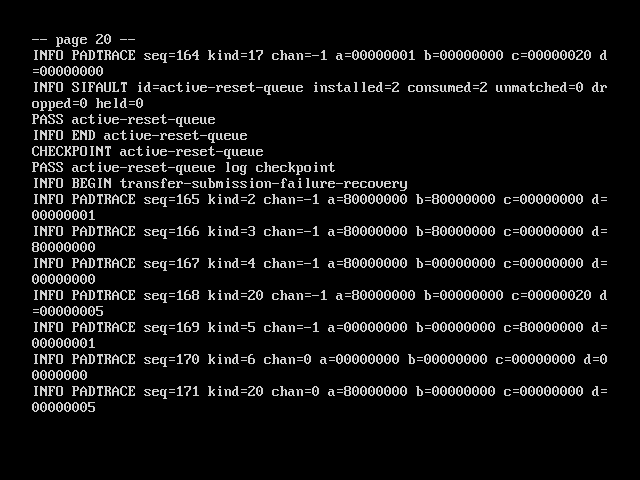 -- page 20 --
INFO PADTRACE seq=164 kind=17 chan=-1 a=00000001 b=00000000 c=00000020 d
=00000000
INFO SIFAULT id=active-reset-queue installed=2 consumed=2 unmatched=0 dr
opped=0 held=0
PASS active-reset-queue
INFO END active-reset-queue
CHECKPOINT active-reset-queue
PASS active-reset-queue log checkpoint
INFO BEGIN transfer-submission-failure-recovery
INFO PADTRACE seq=165 kind=2 chan=-1 a=80000000 b=80000000 c=00000000 d=
00000001
INFO PADTRACE seq=166 kind=3 chan=-1 a=80000000 b=80000000 c=80000000 d=
80000000
INFO PADTRACE seq=167 kind=4 chan=-1 a=80000000 b=00000000 c=00000000 d=
00000000
INFO PADTRACE seq=168 kind=20 chan=-1 a=80000000 b=00000000 c=00000020 d
=00000005
INFO PADTRACE seq=169 kind=5 chan=-1 a=00000000 b=00000000 c=80000000 d=
00000001
INFO PADTRACE seq=170 kind=6 chan=0 a=00000000 b=00000000 c=00000000 d=0
0000000
INFO PADTRACE seq=171 kind=20 chan=0 a=80000000 b=00000000 c=00000000 d=
00000005